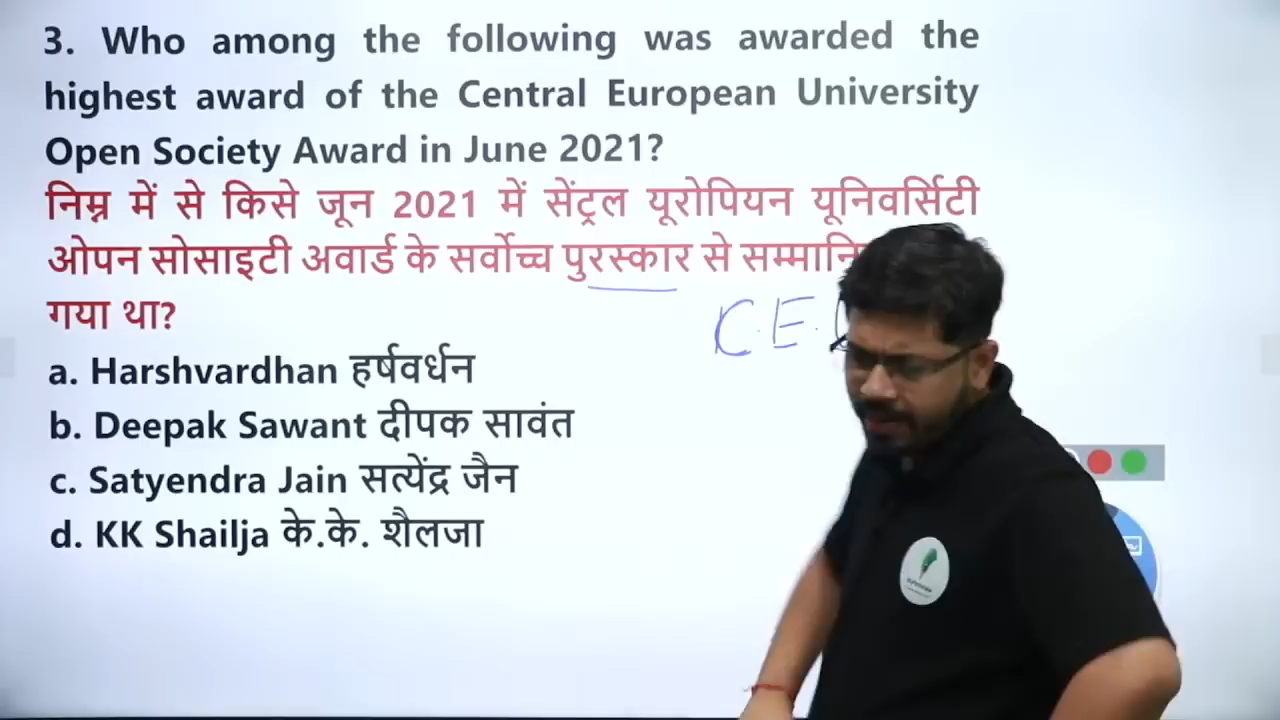 3. Who among the following was awarded the
highest award of the Central European University
Open Society Award in June 2021?
निम्न में से किसे जून 2021 में सेंट्रल यूरोपियन यूनिवर्सिटी
ओपन सोसाइटी अवार्ड के सर्वोच्च पुरस्कार से
गया था?
C.E.
a. Harshvardhan हर्षवर्धन
b. Deepak Sawant दीपक सावंत
c. Satyendra Jain सत्येंद्र जैन
d. KK Shailja के.के. शैलजा